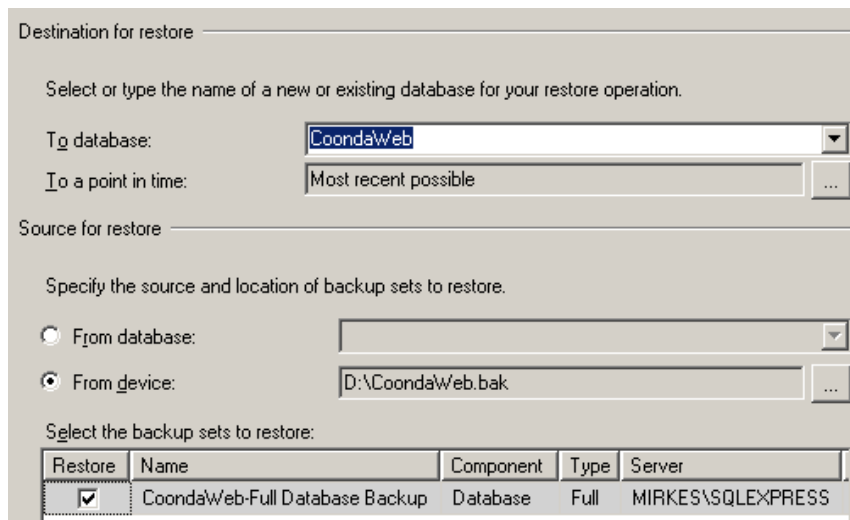 Destination for restore
Select or type the name of a new or existing database for your restore operation.
To database: CoondaWeb
To a point in time: Most recent possible ...
Source for restore
Specify the source and location of backup sets to restore.
From database:
From device: D:\CoondaWeb.bak ...
Select the backup sets to restore:
Restore Name Component Type Server
CoondaWeb-Full Database Backup Database Full MIRKES\SQLEXPRESS